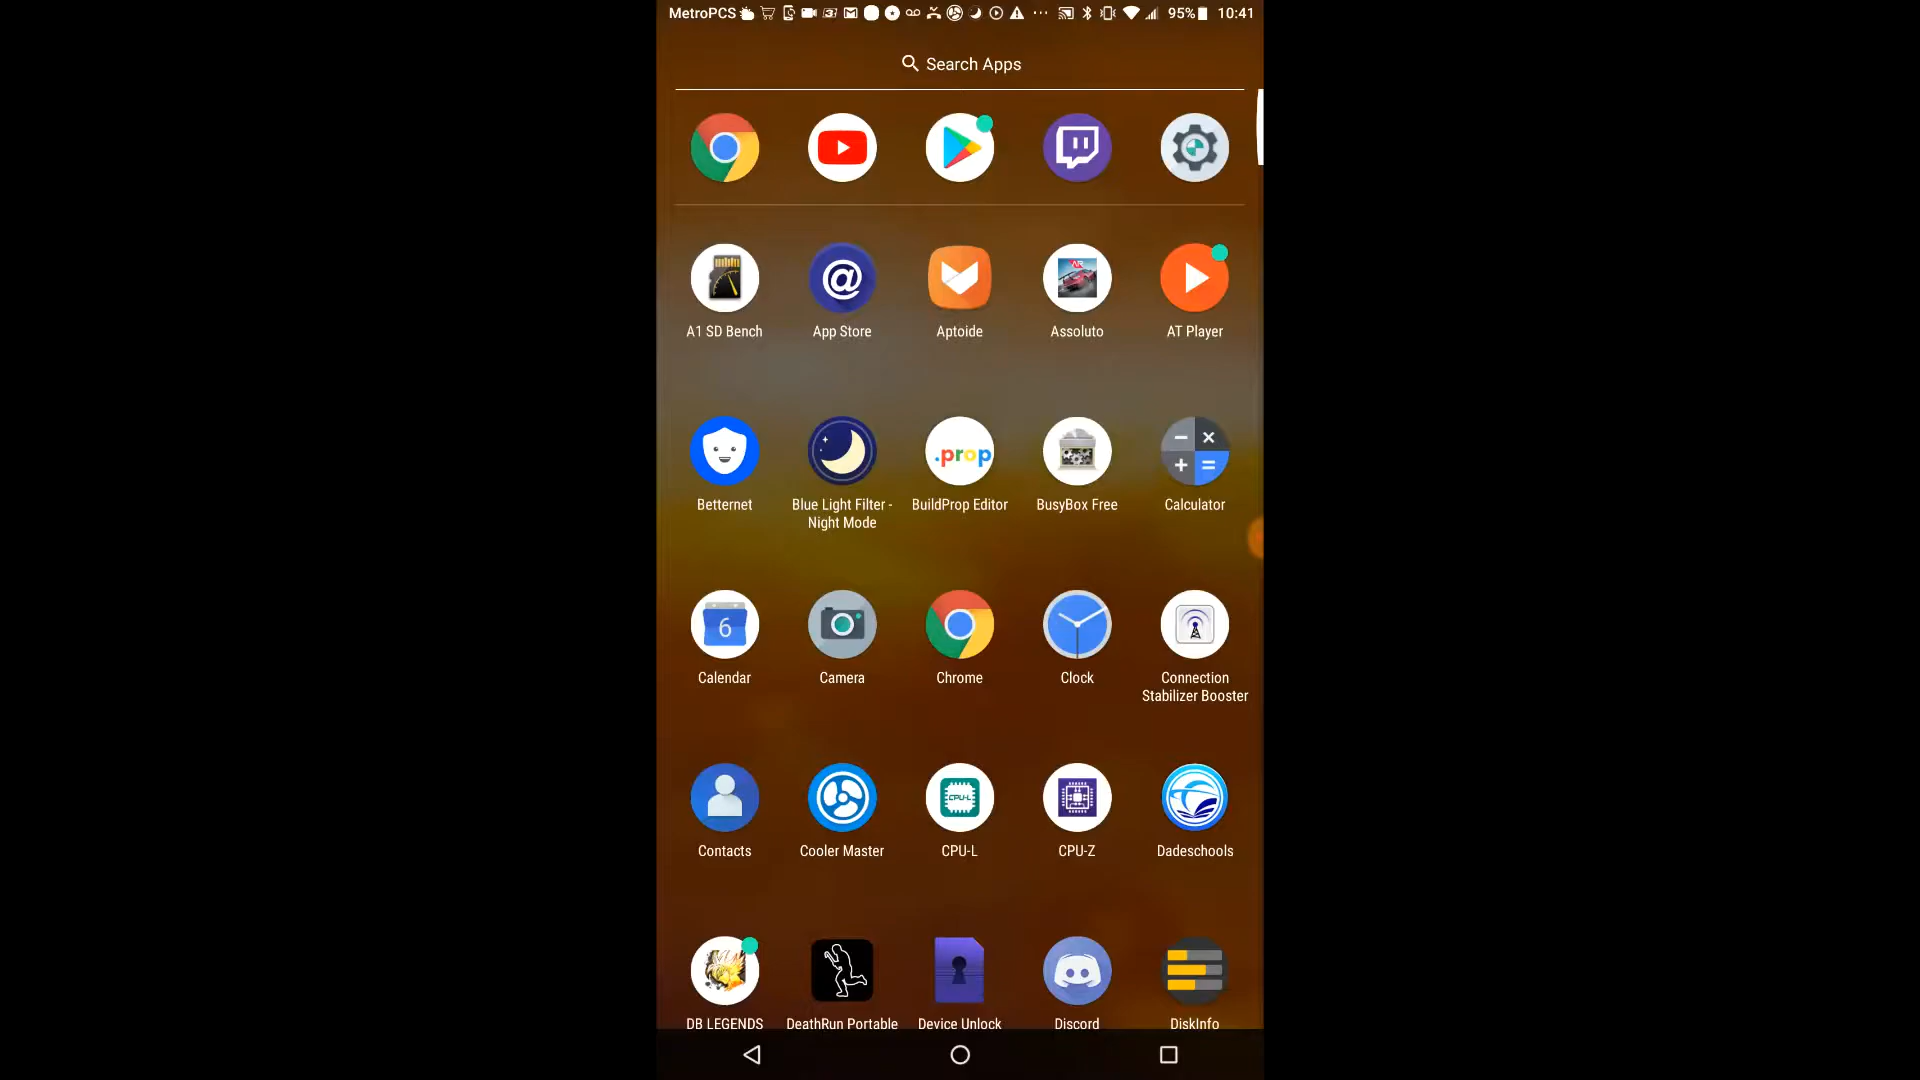 MetroPCS 95% 10:41
Search Apps
A1 SD Bench App Store Aptoide Assoluto AT Player
.prop
Betternet Blue Light Filter - BuildProp Editor BusyBox Free Calculator
Night Mode
6
Calendar Camera Chrome Clock Connection
Stabilizer Booster
CPU-L
Contacts Cooler Master CPU-L CPU-Z Dadeschools
DB LEGENDS DeathRun Portable Device Unlock Discord DiskInfo